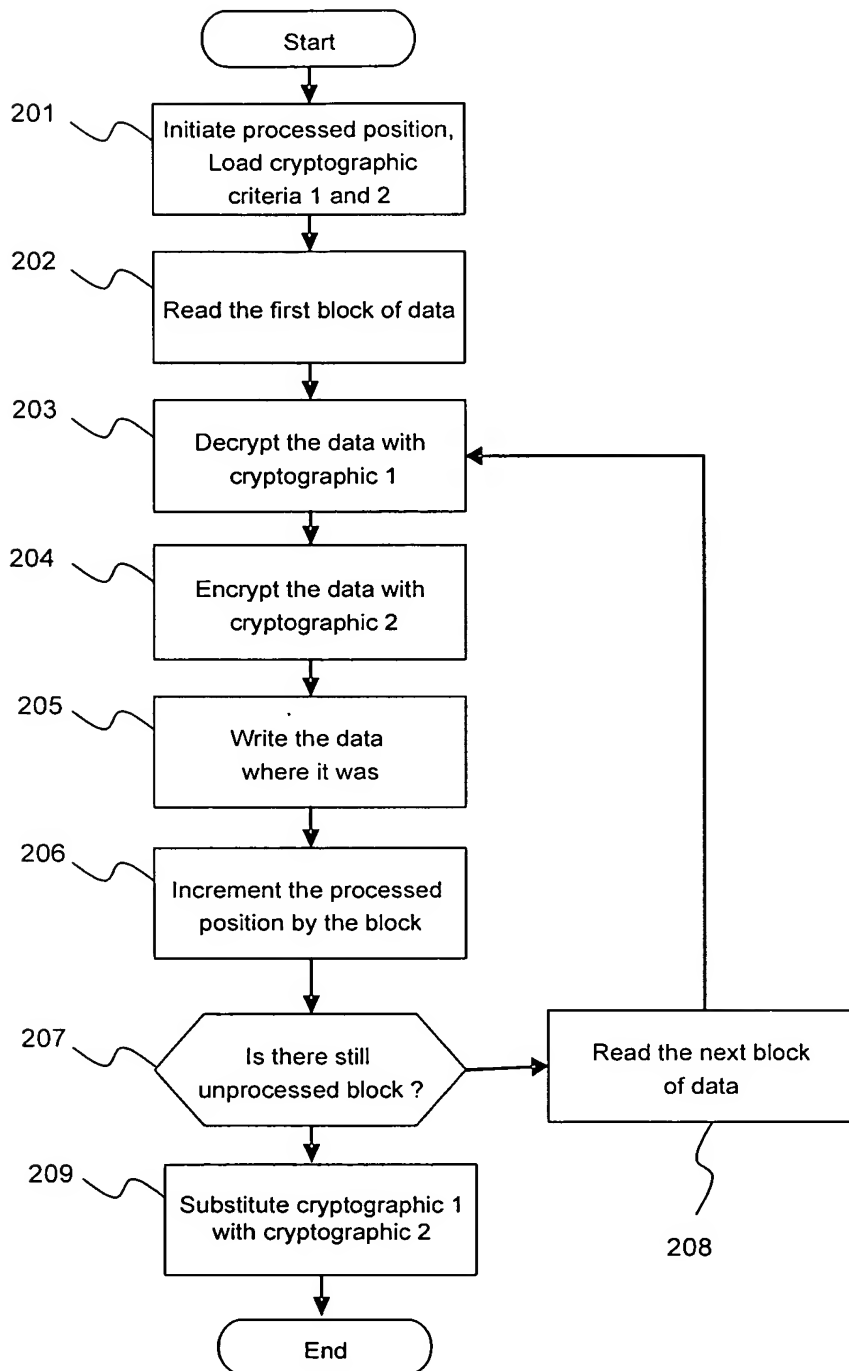 Start
201
Initiate processed position,
Load cryptographic
criteria 1 and 2
202
Read the first block of data
203
Decrypt the data with
cryptographic 1
204
Encrypt the data with
cryptographic 2
205
Write the data
where it was
206
Increment the processed
position by the block
207
Is there still
unprocessed block ?
Read the next block
of data
208
209
Substitute cryptographic 1
with cryptographic 2
End